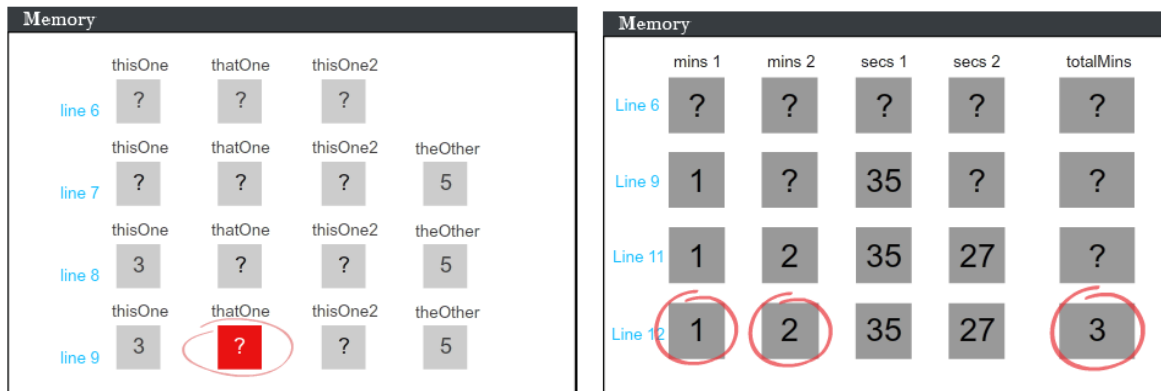 Memory
thisOne thatOne thisOne2
line 6 ? ? ?
thisOne thatOne thisOne2 theOther
line 7 ? ? ? 5
thisOne thatOne thisOne2 theOther
line 8 3 ? ? 5
thisOne thatOne thisOne2 theOther
line 9 3 ? ? 5
Memory
mins 1 mins 2 secs 1 secs 2 totalMins
Line 6 ? ? ? ? ?
Line 9 1 ? 35 ? ?
Line 11 1 2 35 27 ?
Line 12 1 2 35 27 3